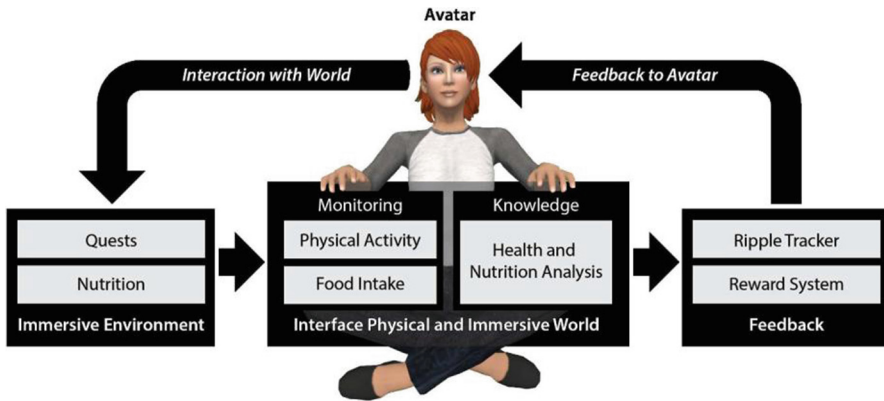 Avatar
Interaction with World
Feedback to Avatar
Quests
Nutrition
Immersive Environment
Monitoring
Physical Activity
Food Intake
Knowledge
Health and
Nutrition Analysis
Interface Physical and Immersive World
Ripple Tracker
Reward System
Feedback